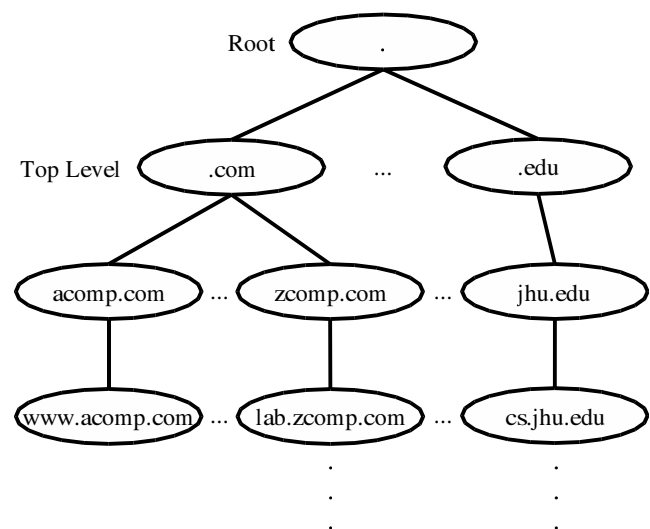 Root .
Top Level .com ... .edu
acomp.com ... zcomp.com ... jhu.edu
www.acomp.com ... lab.zcomp.com ... cs.jhu.edu
. .
. .
. .